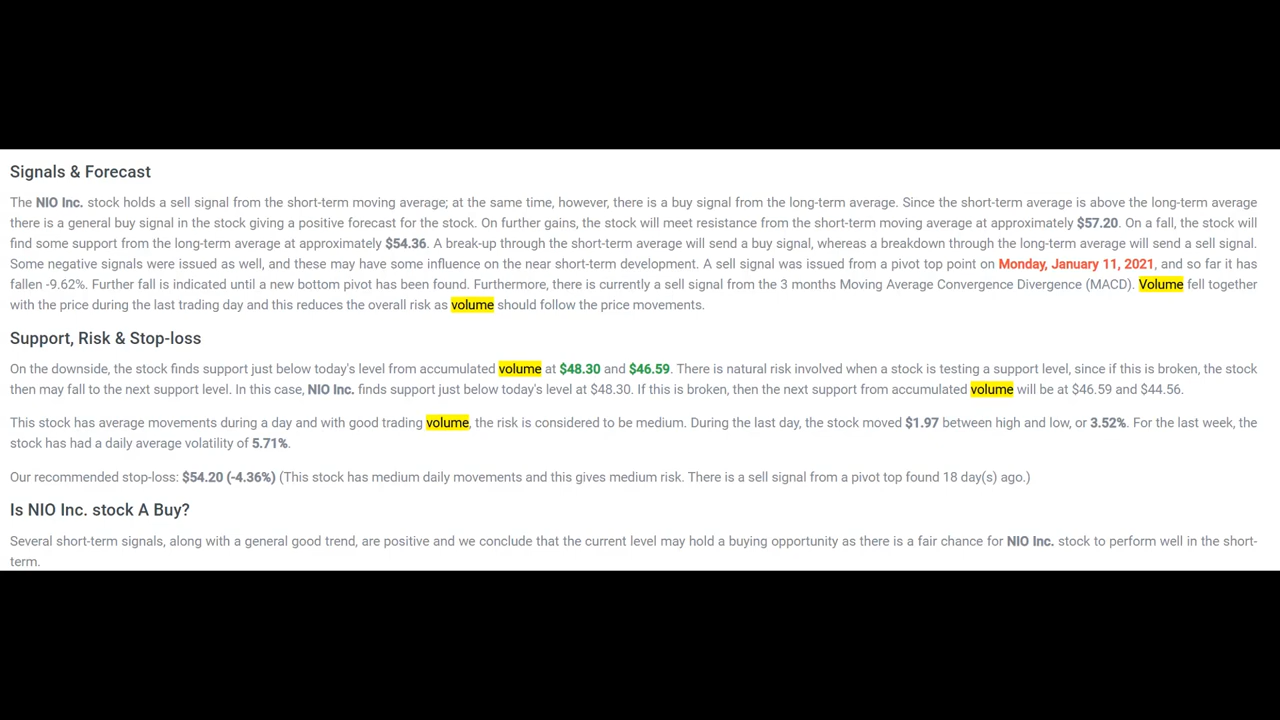 Signals & Forecast
The NIO Inc. stock holds a sell signal from the short-term moving average; at the same time, however, there is a buy signal from the long-term average. Since the short-term average is above the long-term average
there is a general buy signal in the stock giving a positive forecast for the stock. On further gains, the stock will meet resistance from the short-term moving average at approximately $57.20. On a fall, the stock will
find some support from the long-term average at approximately $54.36. A break-up through the short-term average will send a buy signal, whereas a breakdown through the long-term average will send a sell signal.
Some negative signals were issued as well, and these may have some influence on the near short-term development. A sell signal was issued from a pivot top point on Monday, January 11, 2021, and so far it has
fallen -9.62%. Further fall is indicated until a new bottom pivot has been found. Furthermore, there is currently a sell signal from the 3 months Moving Average Convergence Divergence (MACD). Volume fell together
with the price during the last trading day and this reduces the overall risk as volume should follow the price movements.
Support, Risk & Stop-loss
On the downside, the stock finds support just below today's level from accumulated volume at $48.30 and $46.59. There is natural risk involved when a stock is testing a support level, since if this is broken, the stock
then may fall to the next support level. In this case, NIO Inc. finds support just below today's level at $48.30. If this is broken, then the next support from accumulated volume will be at $46.59 and $44.56.
This stock has average movements during a day and with good trading volume, the risk is considered to be medium. During the last day, the stock moved $1.97 between high and low, or 3.52%. For the last week, the
stock has had a daily average volatility of 5.71%.
Our recommended stop-loss: $54.20 (-4.36%) (This stock has medium daily movements and this gives medium risk. There is a sell signal from a pivot top found 18 day(s) ago.)
Is NIO Inc. stock A Buy?
Several short-term signals, along with a general good trend, are positive and we conclude that the current level may hold a buying opportunity as there is a fair chance for NIO Inc. stock to perform well in the short-
term.